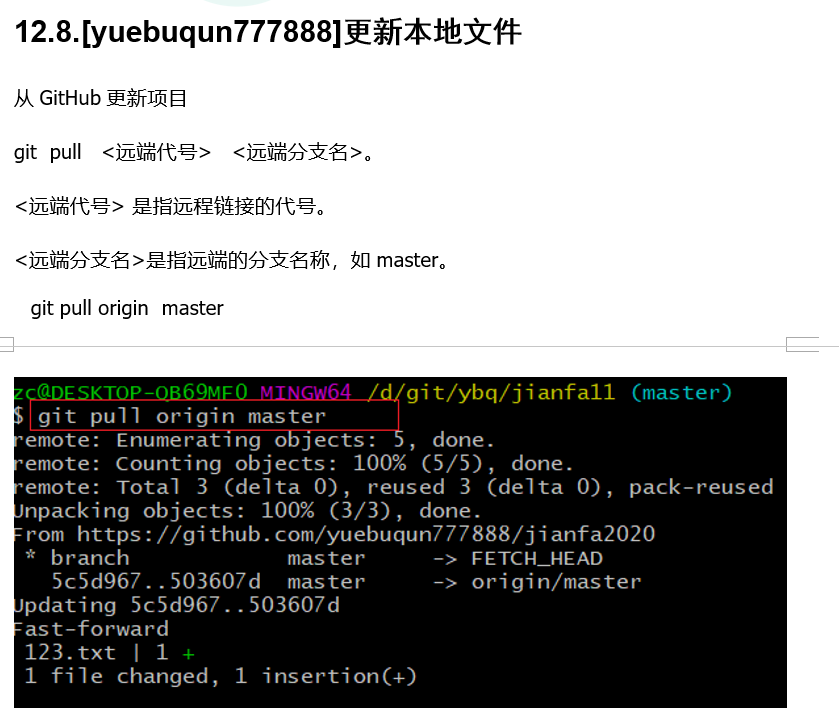 12.8.[yuebuqun777888]更新本地文件
从 GitHub 更新项目
git pull <远端代号> <远端分支名>。
<远端代号> 是指远程链接的代号。
<远端分支名>是指远端的分支名称，如 master。
git pull origin master
zc@DESKTOP-QB69MF0 MINGW64 /d/git/ybq/jianfa11 (master)
$ git pull origin master
remote: Enumerating objects: 5, done.
remote: Counting objects: 100% (5/5), done.
remote: Total 3 (delta 0), reused 3 (delta 0), pack-reused
Unpacking objects: 100% (3/3), done.
From https://github.com/yuebuqun777888/jianfa2020
* branch master -> FETCH_HEAD
5c5d967..503607d master -> origin/master
Updating 5c5d967..503607d
Fast-forward
123.txt | 1 +
1 file changed, 1 insertion(+)